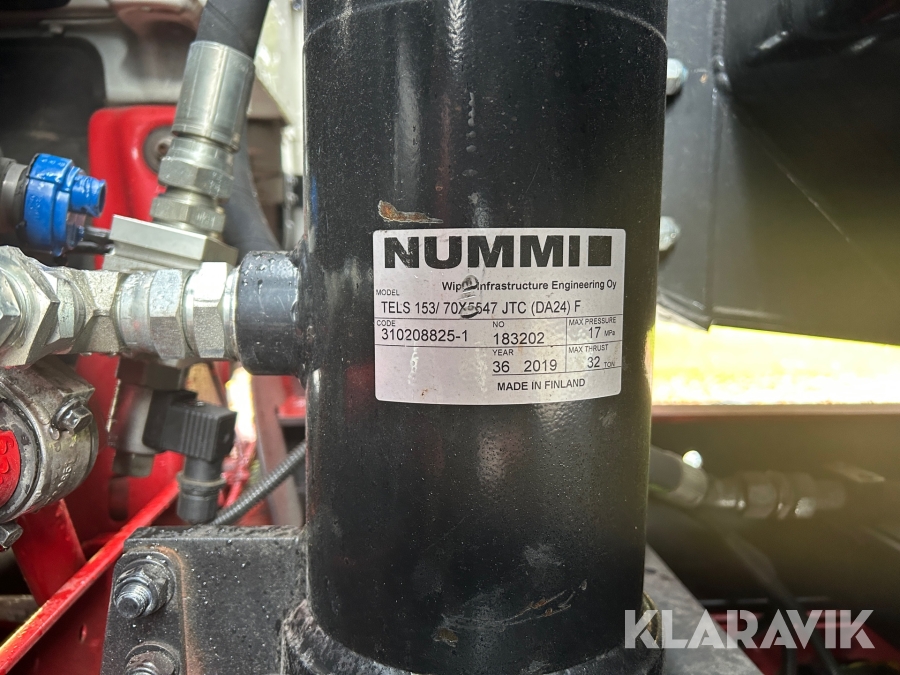 NUMMI
Infrastructure Engineering Oy
MODEL
TELS 153/ 70X5547 JTC (DA24) F
CODE NO MAX PRESSURE
310208825-1 183202 17 MPa
YEAR MAX THRUST
36 2019 32 TON
MADE IN FINLAND
KLARAVIK